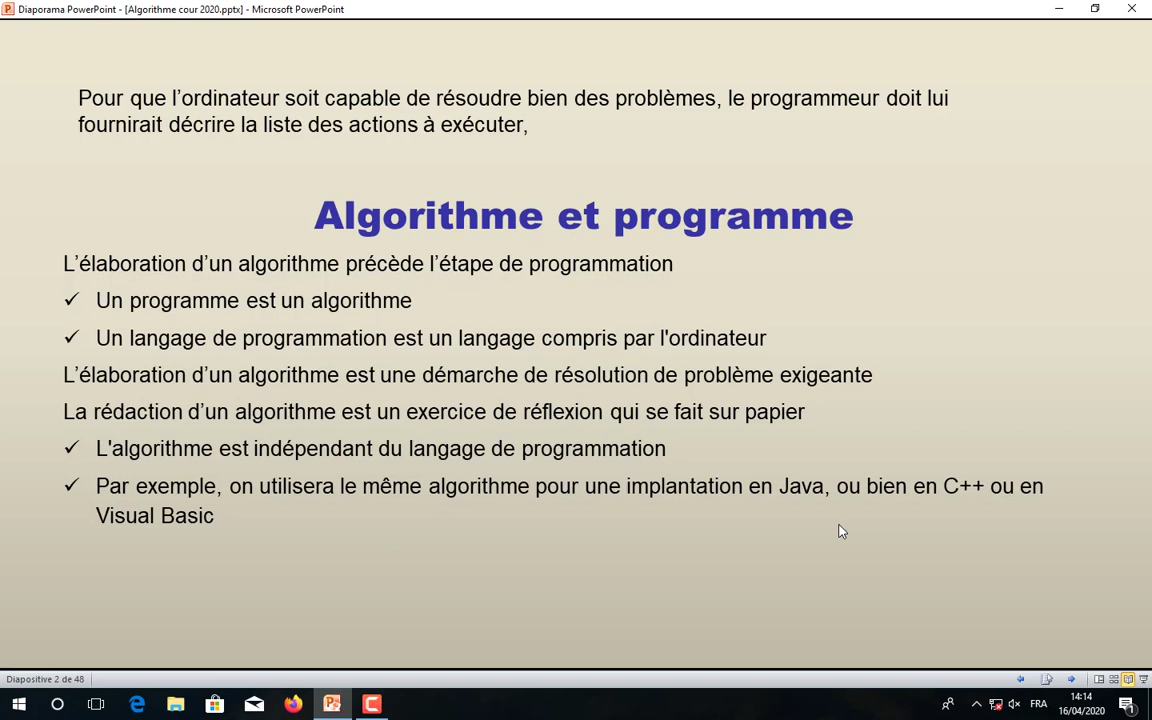 Diaporama PowerPoint - [Algorithme cour 2020.pptx] - Microsoft PowerPoint
Pour que l’ordinateur soit capable de résoudre bien des problèmes, le programmeur doit lui
fournirait décrire la liste des actions à exécuter,
Algorithme et programme
L’élaboration d’un algorithme précède l’étape de programmation
✓ Un programme est un algorithme
✓ Un langage de programmation est un langage compris par l'ordinateur
L’élaboration d’un algorithme est une démarche de résolution de problème exigeante
La rédaction d’un algorithme est un exercice de réflexion qui se fait sur papier
✓ L'algorithme est indépendant du langage de programmation
✓ Par exemple, on utilisera le même algorithme pour une implantation en Java, ou bien en C++ ou en
Visual Basic
Diapositive 2 de 48
FRA
14:14
16/04/2020
1